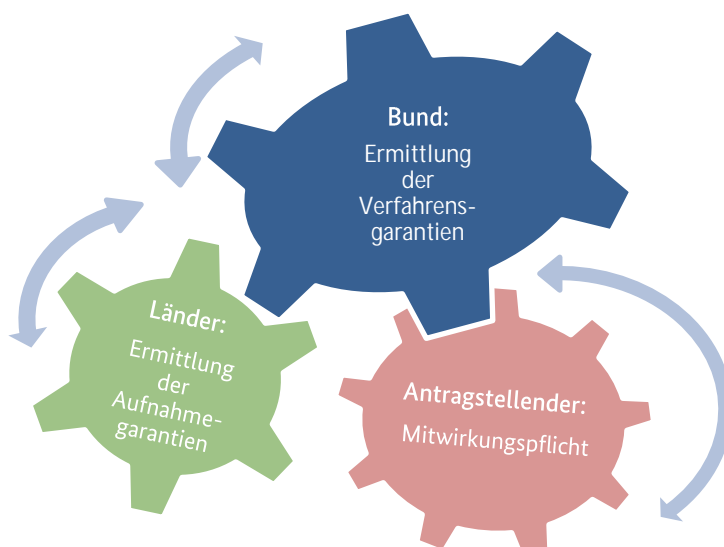 Bund:
Ermittlung
der
Verfahrens-
garantien
Länder:
Ermittlung
der
Aufnahme-
garantien
Antragstellender:
Mitwirkungspflicht